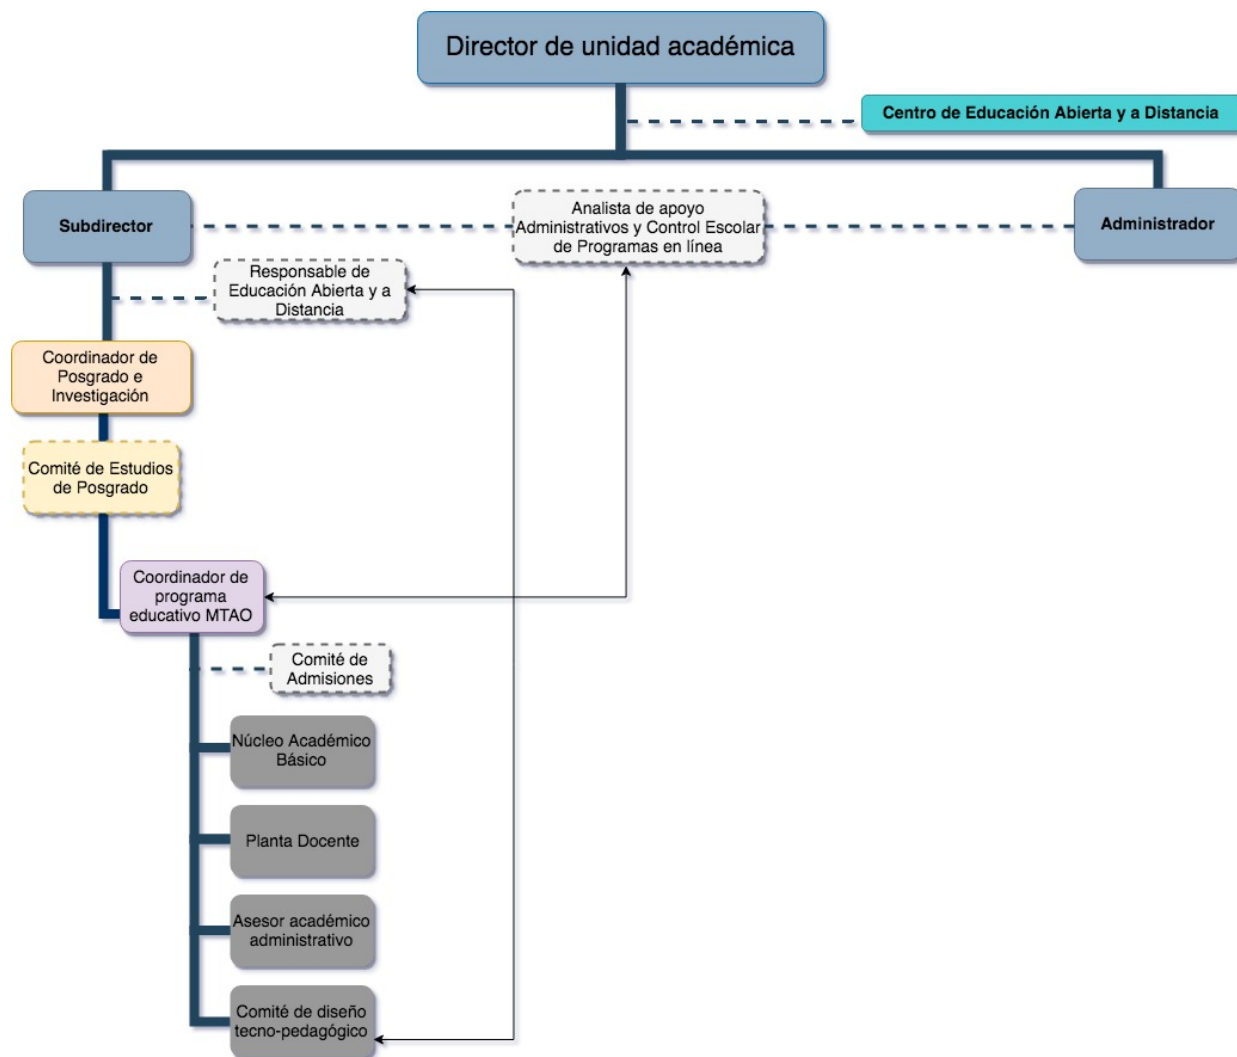 Director de unidad académica
Centro de Educación Abierta y a Distancia
Subdirector
Analista de apoyo
Administrativos y Control Escolar
de Programas en línea
Administrador
Responsable de
Educación Abierta y a
Distancia
Coordinador de
Posgrado e
Investigación
Comité de Estudios
de Posgrado
Coordinador de
programa
educativo MTAO
Comité de
Admisiones
Núcleo Académico
Básico
Planta Docente
Asesor académico
administrativo
Comité de diseño
tecno-pedagógico